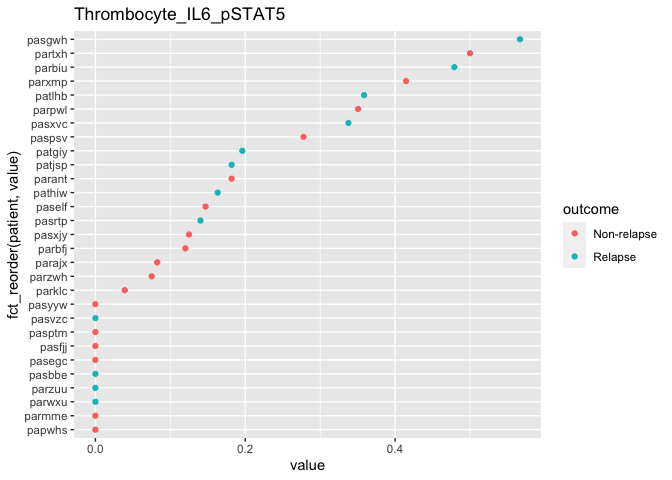 Thrombocyte_IL6_pSTAT5
fct_reorder(patient, value)
pasgwh
partxh
parbiu
parxmp
patlhb
parpwl
pasxvc
paspsv
patgiy
patjsp
parant
pathiw
paself
pasrtp
pasxjy
parbfj
parajx
parzwh
parklc
pasyyw
pasvzc
pasptm
pasfjj
pasegc
pasbbe
parzuu
parwxu
parmme
papwhs
0.0 0.2 0.4
value
outcome
Non-relapse
Relapse